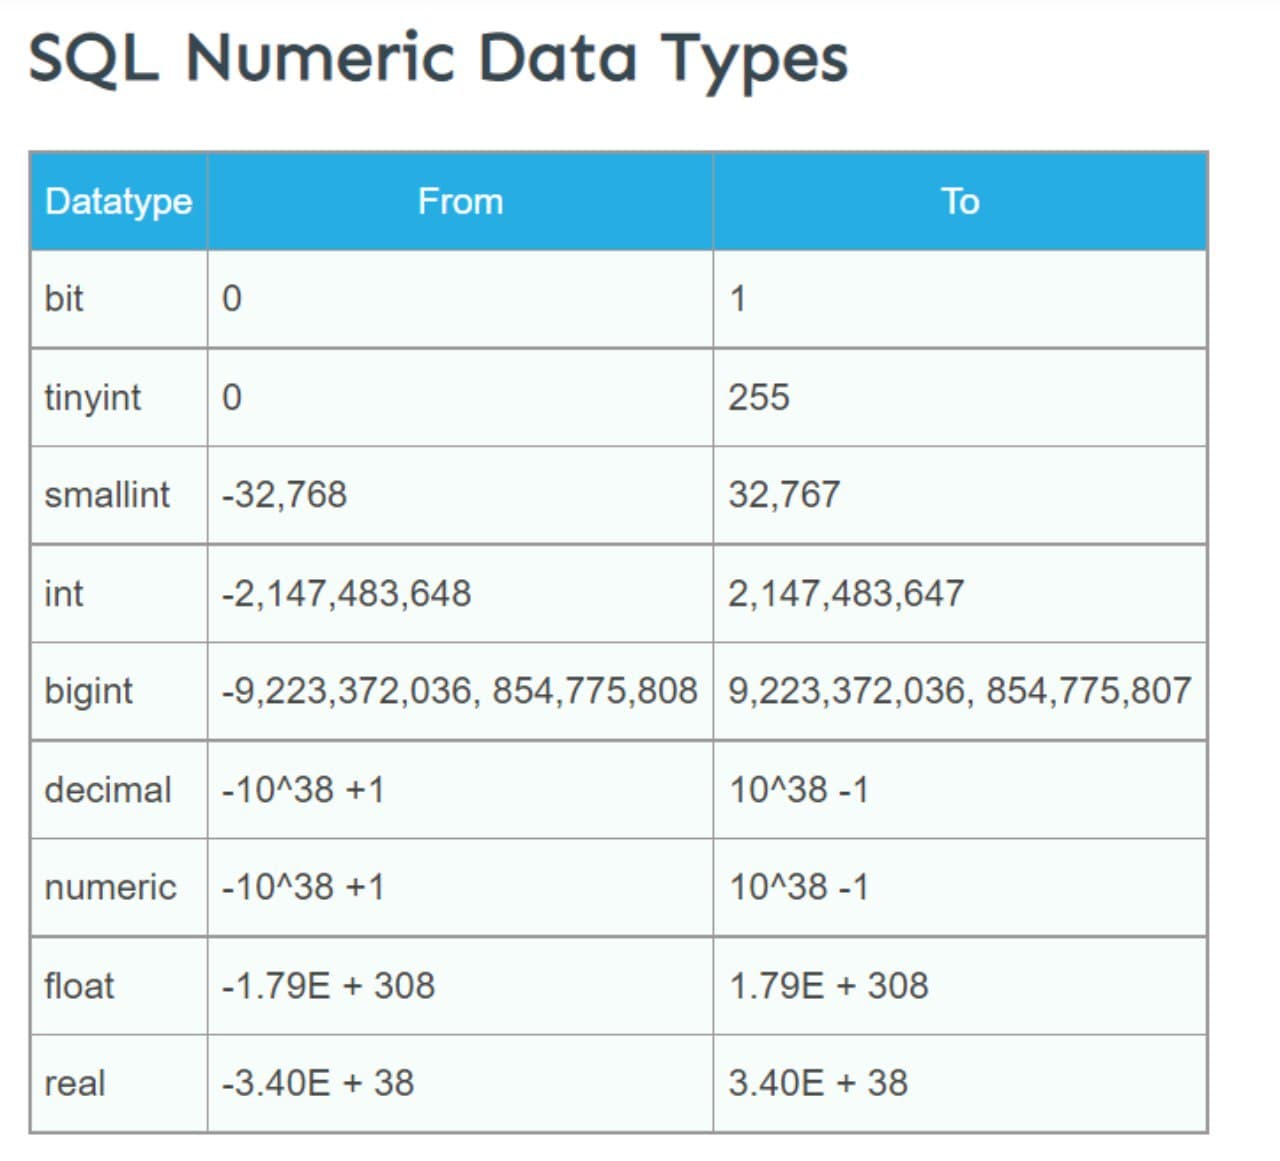 SQL Numeric Data Types
Datatype From To
bit 0 1
tinyint 0 255
smallint -32,768 32,767
int -2,147,483,648 2,147,483,647
bigint -9,223,372,036, 854,775,808 9,223,372,036, 854,775,807
decimal -10^38 +1 10^38 -1
numeric -10^38 +1 10^38 -1
float -1.79E + 308 1.79E + 308
real -3.40E + 38 3.40E + 38